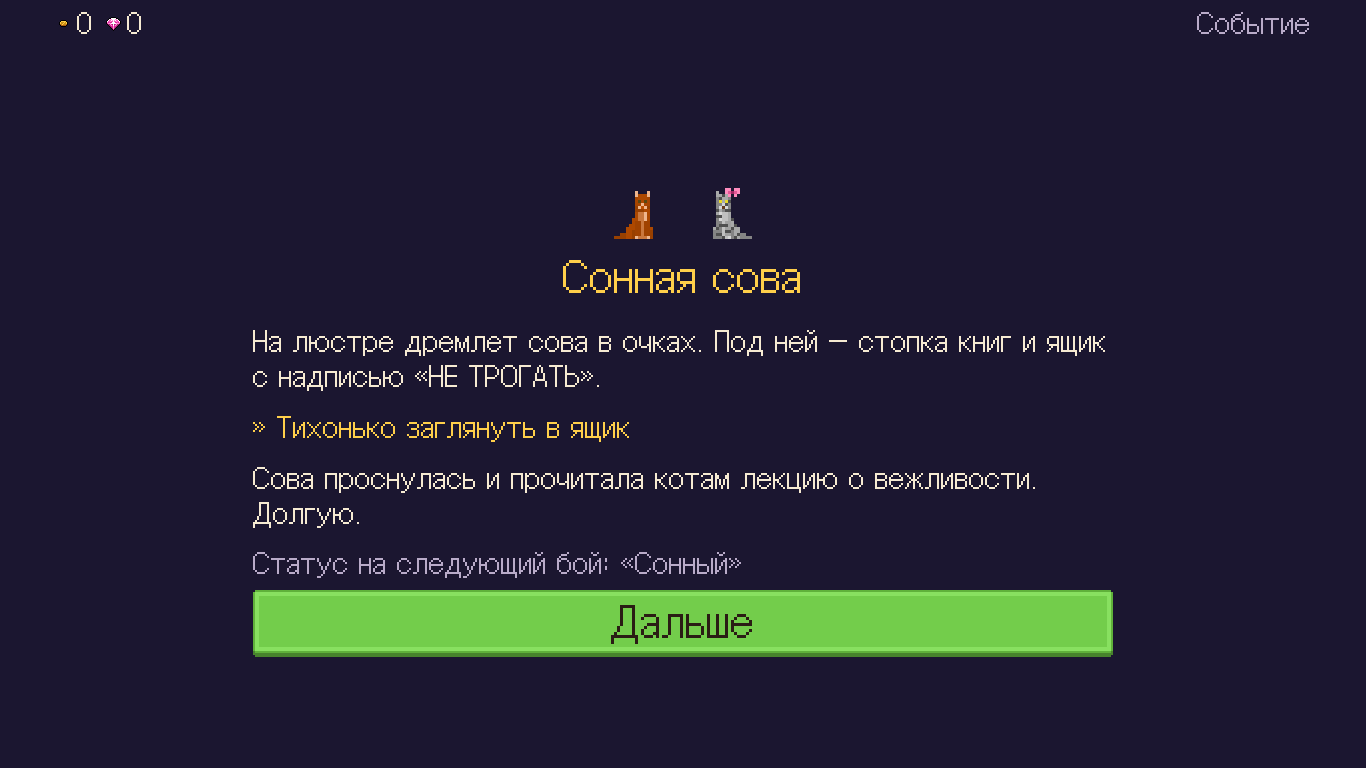 0 0 Событие
Сонная сова
На люстре дремлет сова в очках. Под ней – стопка книг и ящик
с надписью «НЕ ТРОГАТЬ».
» Тихонько заглянуть в ящик
Сова проснулась и прочитала котам лекцию о вежливости.
Долгую.
Статус на следующий бой: «Сонный»
Дальше